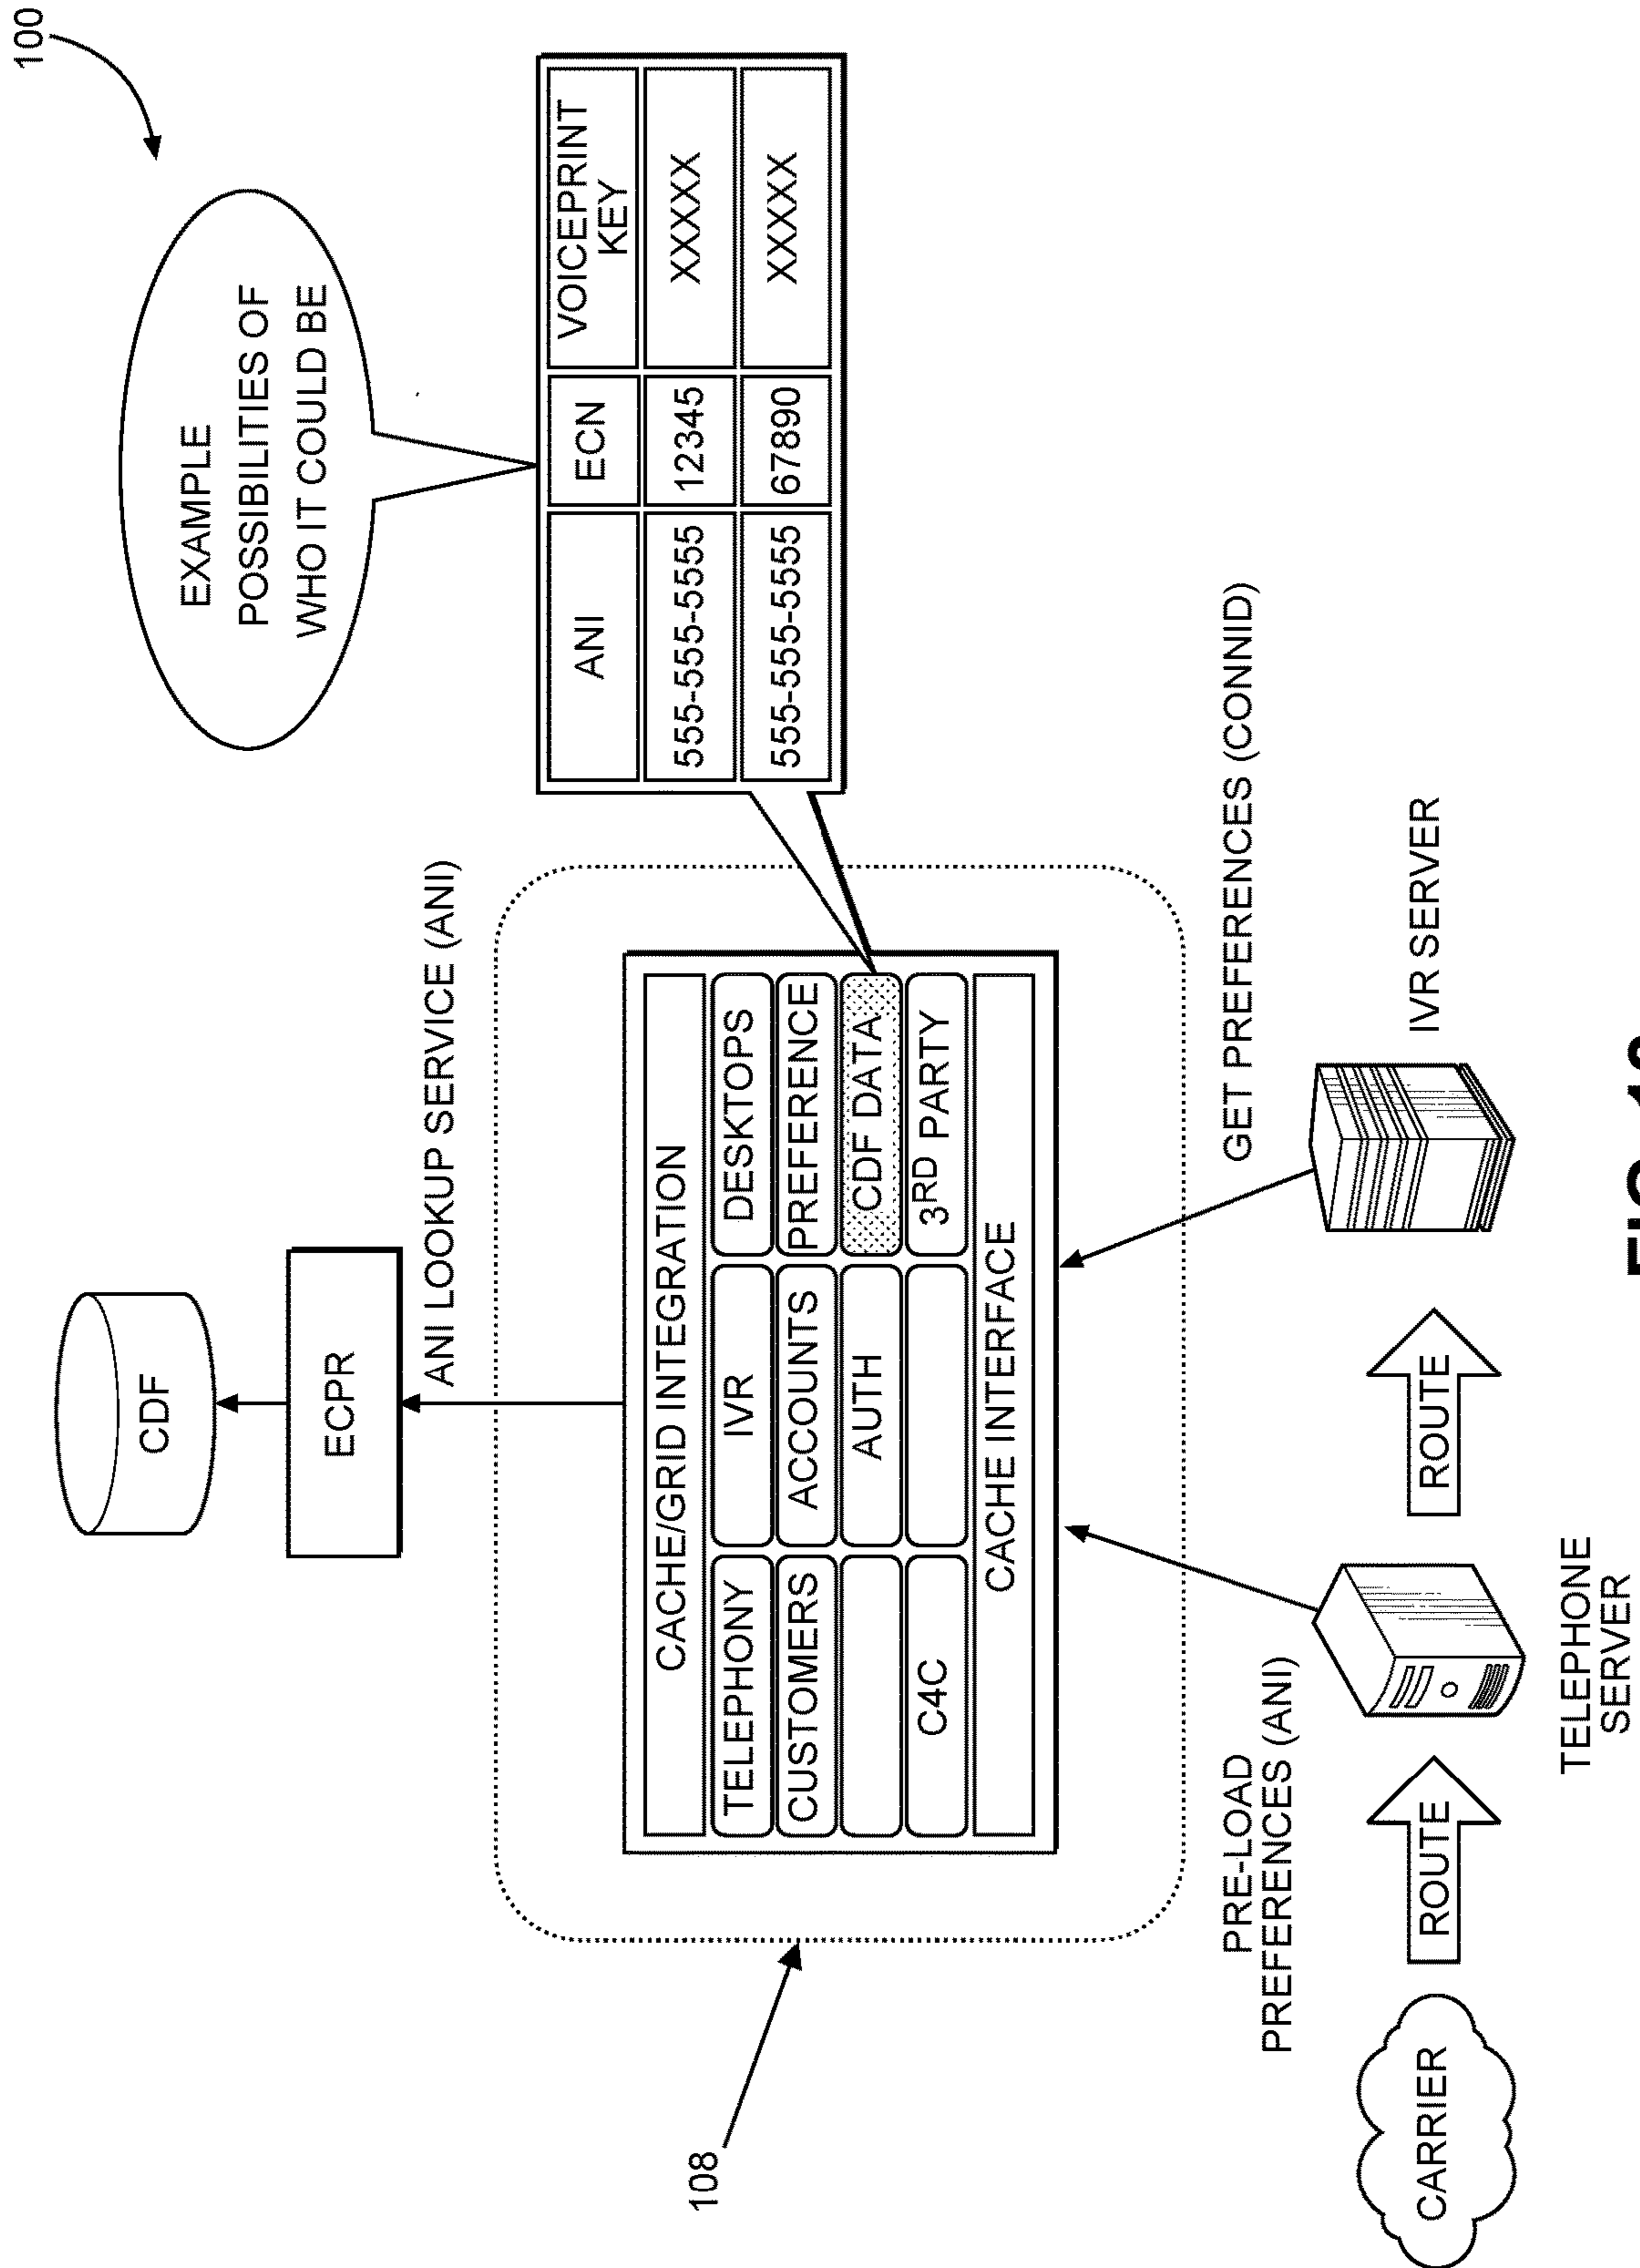 100
EXAMPLE
POSSIBILITIES OF
WHO IT COULD BE
CDF
ECPR
ANI LOOKUP SERVICE (ANI)
ANI ECN VOICEPRINT
KEY
555-555-5555 12345 XXXXX
555-555-5555 67890 XXXXX
108
CACHE/GRID INTEGRATION
TELEPHONY IVR DESKTOPS
CUSTOMERS ACCOUNTS PREFERENCE
AUTH CDF DATA
C4C 3RD PARTY
CACHE INTERFACE
PRE-LOAD
PREFERENCES (ANI)
GET PREFERENCES (CONNID)
CARRIER
ROUTE
ROUTE
TELEPHONE
SERVER
IVR SERVER